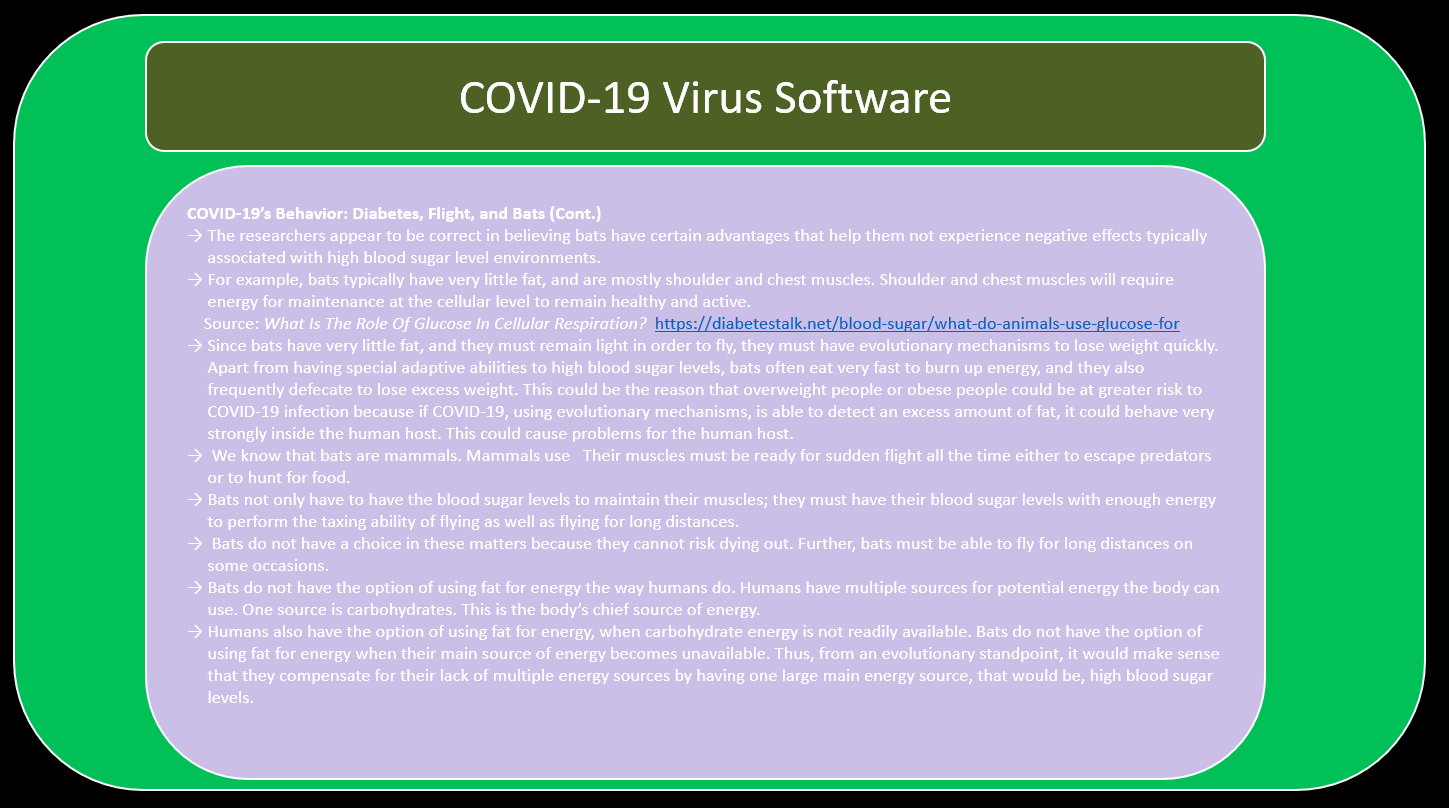 COVID-19 Virus Software
COVID-19’s Behavior: Diabetes, Flight, and Bats (Cont.)
→ The researchers appear to be correct in believing bats have certain advantages that help them not experience negative effects typically
associated with high blood sugar level environments.
→ For example, bats typically have very little fat, and are mostly shoulder and chest muscles. Shoulder and chest muscles will require
energy for maintenance at the cellular level to remain healthy and active.
Source: What Is The Role Of Glucose In Cellular Respiration? https://diabetestalk.net/blood-sugar/what-do-animals-use-glucose-for
→ Since bats have very little fat, and they must remain light in order to fly, they must have evolutionary mechanisms to lose weight quickly.
Apart from having special adaptive abilities to high blood sugar levels, bats often eat very fast to burn up energy, and they also
frequently defecate to lose excess weight. This could be the reason that overweight people or obese people could be at greater risk to
COVID-19 infection because if COVID-19, using evolutionary mechanisms, is able to detect an excess amount of fat, it could behave very
strongly inside the human host. This could cause problems for the human host.
→ We know that bats are mammals. Mammals use   Their muscles must be ready for sudden flight all the time either to escape predators
or to hunt for food.
→ Bats not only have to have the blood sugar levels to maintain their muscles; they must have their blood sugar levels with enough energy
to perform the taxing ability of flying as well as flying for long distances.
→ Bats do not have a choice in these matters because they cannot risk dying out. Further, bats must be able to fly for long distances on
some occasions.
→ Bats do not have the option of using fat for energy the way humans do. Humans have multiple sources for potential energy the body can
use. One source is carbohydrates. This is the body’s chief source of energy.
→ Humans also have the option of using fat for energy, when carbohydrate energy is not readily available. Bats do not have the option of
using fat for energy when their main source of energy becomes unavailable. Thus, from an evolutionary standpoint, it would make sense
that they compensate for their lack of multiple energy sources by having one large main energy source, that would be, high blood sugar
levels.